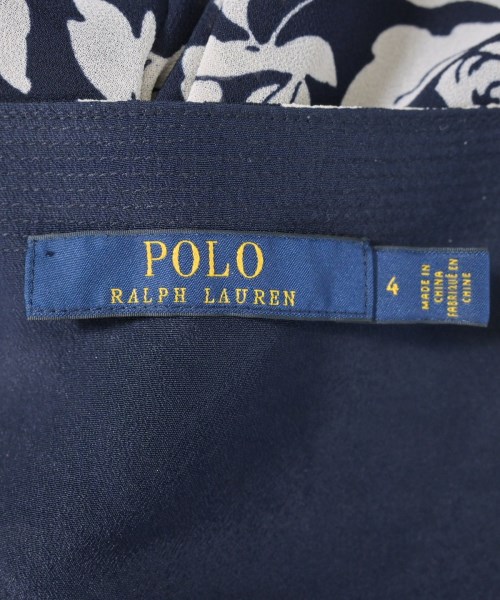 POLO
RALPH LAUREN
4
MADE IN
CHINA
FABRIQUÉ EN
CHINE